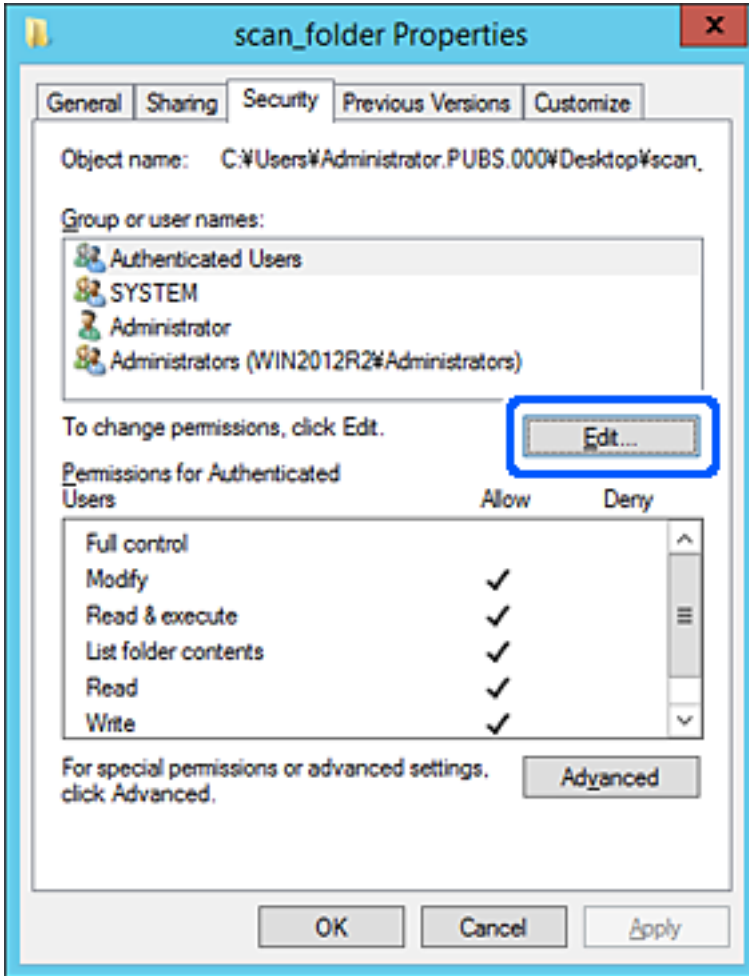 scan_folder Properties
x
General Sharing Security Previous Versions Customize
Object name: C:¥Users¥Administrator.PUBS.000¥Desktop¥scan_
Group or user names:
Authenticated Users
SYSTEM
Administrator
Administrators (WIN2012R2¥Administrators)
To change permissions, click Edit.
Edit...
Permissions for Authenticated
Users Allow Deny
Full control
Modify
Read & execute
List folder contents
Read
Write
For special permissions or advanced settings,
click Advanced.
Advanced
OK Cancel Apply